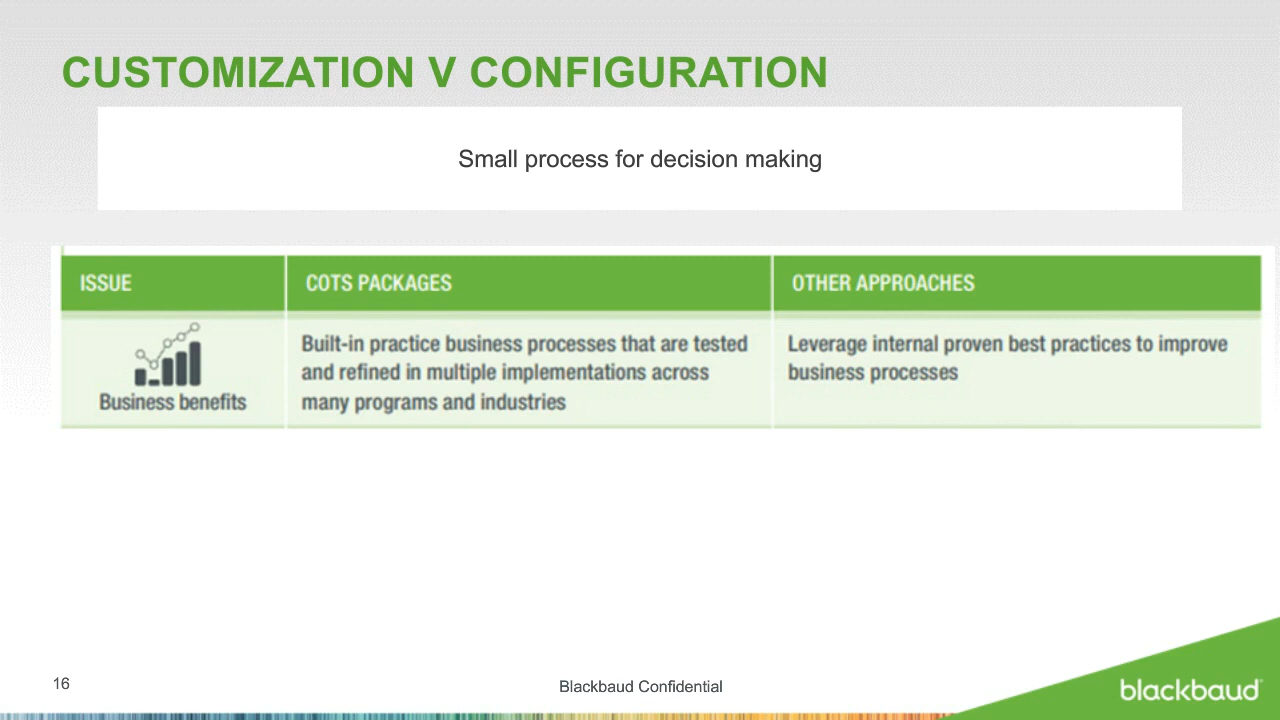 CUSTOMIZATION V CONFIGURATION
Small process for decision making
ISSUE
COTS PACKAGES
OTHER APPROACHES
Business benefits
Built-in practice business processes that are tested
and refined in multiple implementations across
many programs and industries
Leverage internal proven best practices to improve
business processes
16
Blackbaud Confidential
blackbaud